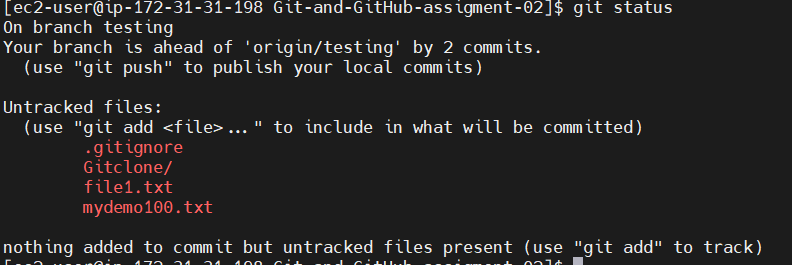 [ec2-user@ip-172-31-31-198 Git-and-GitHub-assigment-02]$ git status
On branch testing
Your branch is ahead of 'origin/testing' by 2 commits.
  (use "git push" to publish your local commits)

Untracked files:
  (use "git add <file>..." to include in what will be committed)
        .gitignore
        Gitclone/
        file1.txt
        mydemo100.txt

nothing added to commit but untracked files present (use "git add" to track)
[ec2-user@ip-172-31-31-198 Git-and-GitHub-assigment-02]$